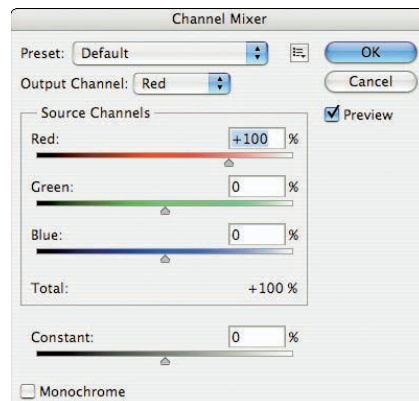 Channel Mixer
Preset: Default
OK
Output Channel: Red
Cancel
Preview
Source Channels
Red: +100 %
Green: 0 %
Blue: 0 %
Total: +100 %
Constant: 0 %
Monochrome